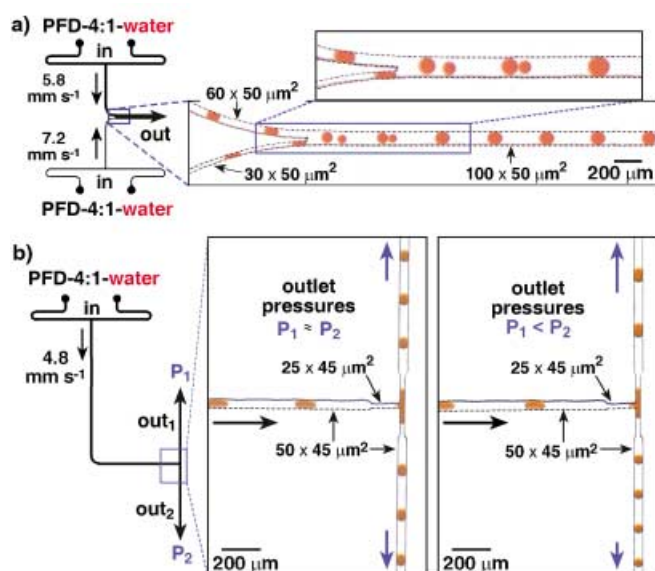 a)
PFD-4:1-water
in
5.8
mm s-1
7.2
mm s-1
out
in
PFD-4:1-water
60 x 50 μm2
30 x 50 μm2
100 x 50 μm2
200 μm
b)
PFD-4:1-water
in
4.8
mm s-1
P1
out1
out2
P2
outlet
pressures
P1 ≈ P2
25 x 45 μm2
50 x 45 μm2
200 μm
outlet
pressures
P1 < P2
25 x 45 μm2
50 x 45 μm2
200 μm